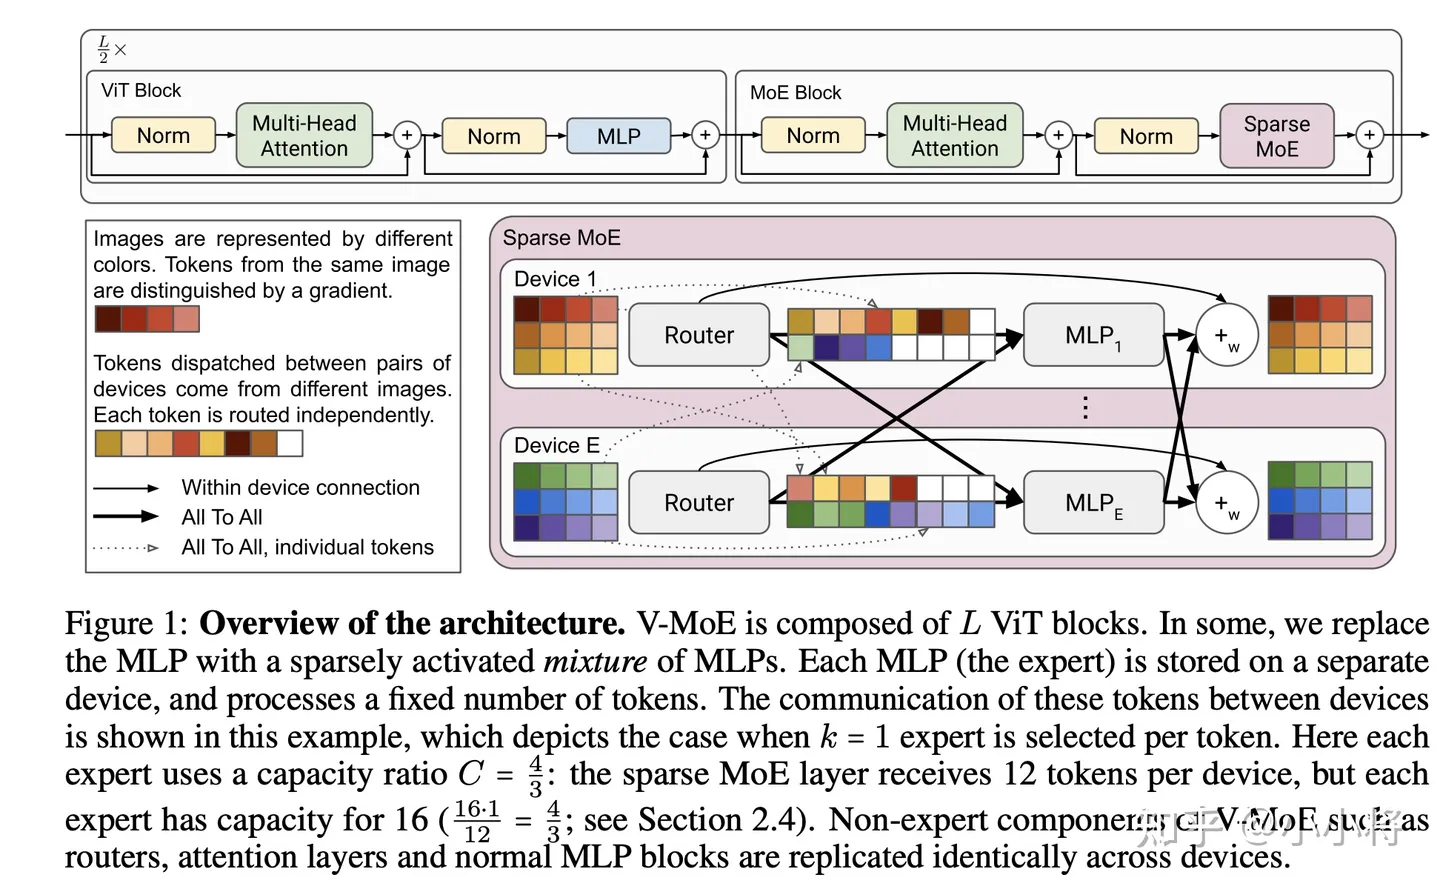 L/2 ×
ViT Block
Norm
Multi-Head
Attention
+
Norm
MLP
+
MoE Block
Norm
Multi-Head
Attention
+
Norm
Sparse
MoE
+
Images are represented by different
colors. Tokens from the same image
are distinguished by a gradient.
Tokens dispatched between pairs of
devices come from different images.
Each token is routed independently.
Within device connection
All To All
All To All, individual tokens
Sparse MoE
Device 1
Router
MLP₁
+w
⋮
Device E
Router
MLP_E
+w
Figure 1: Overview of the architecture. V-MoE is composed of L ViT blocks. In some, we replace
the MLP with a sparsely activated mixture of MLPs. Each MLP (the expert) is stored on a separate
device, and processes a fixed number of tokens. The communication of these tokens between devices
is shown in this example, which depicts the case when k = 1 expert is selected per token. Here each
expert uses a capacity ratio C = 4/3: the sparse MoE layer receives 12 tokens per device, but each
expert has capacity for 16 (16·1/12 = 4/3; see Section 2.4). Non-expert components of V-MoE such as
routers, attention layers and normal MLP blocks are replicated identically across devices.
知乎 @小小将